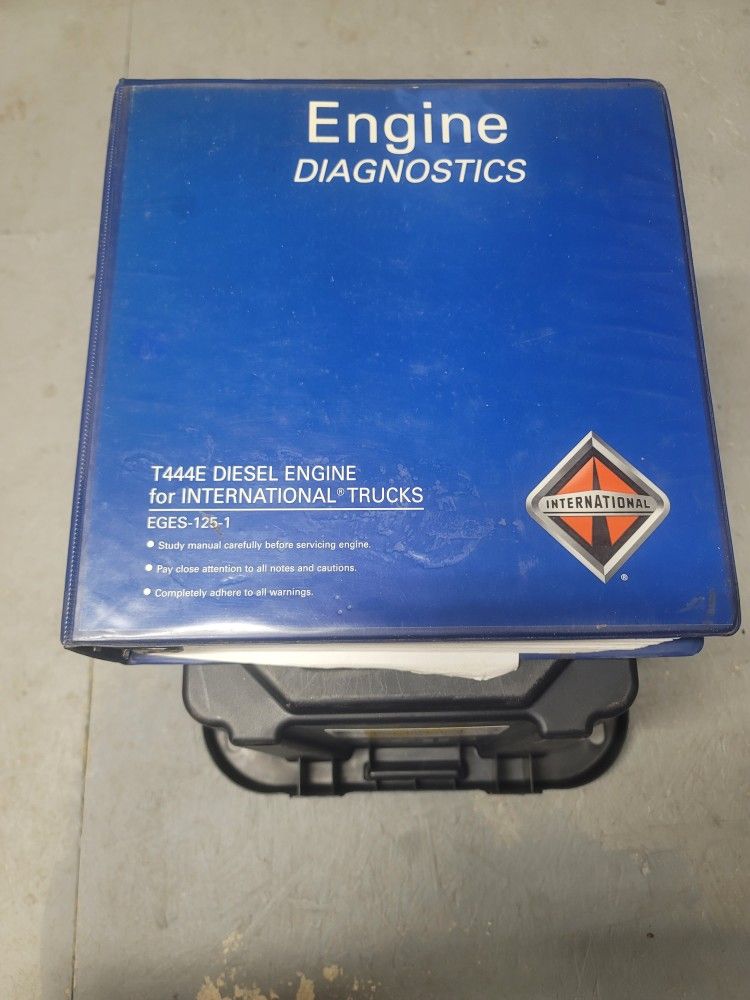 Engine
DIAGNOSTICS
T444E DIESEL ENGINE
for INTERNATIONAL® TRUCKS
EGES-125-1
● Study manual carefully before servicing engine.
● Pay close attention to all notes and cautions.
● Completely adhere to all warnings.
INTERNATIONAL
®